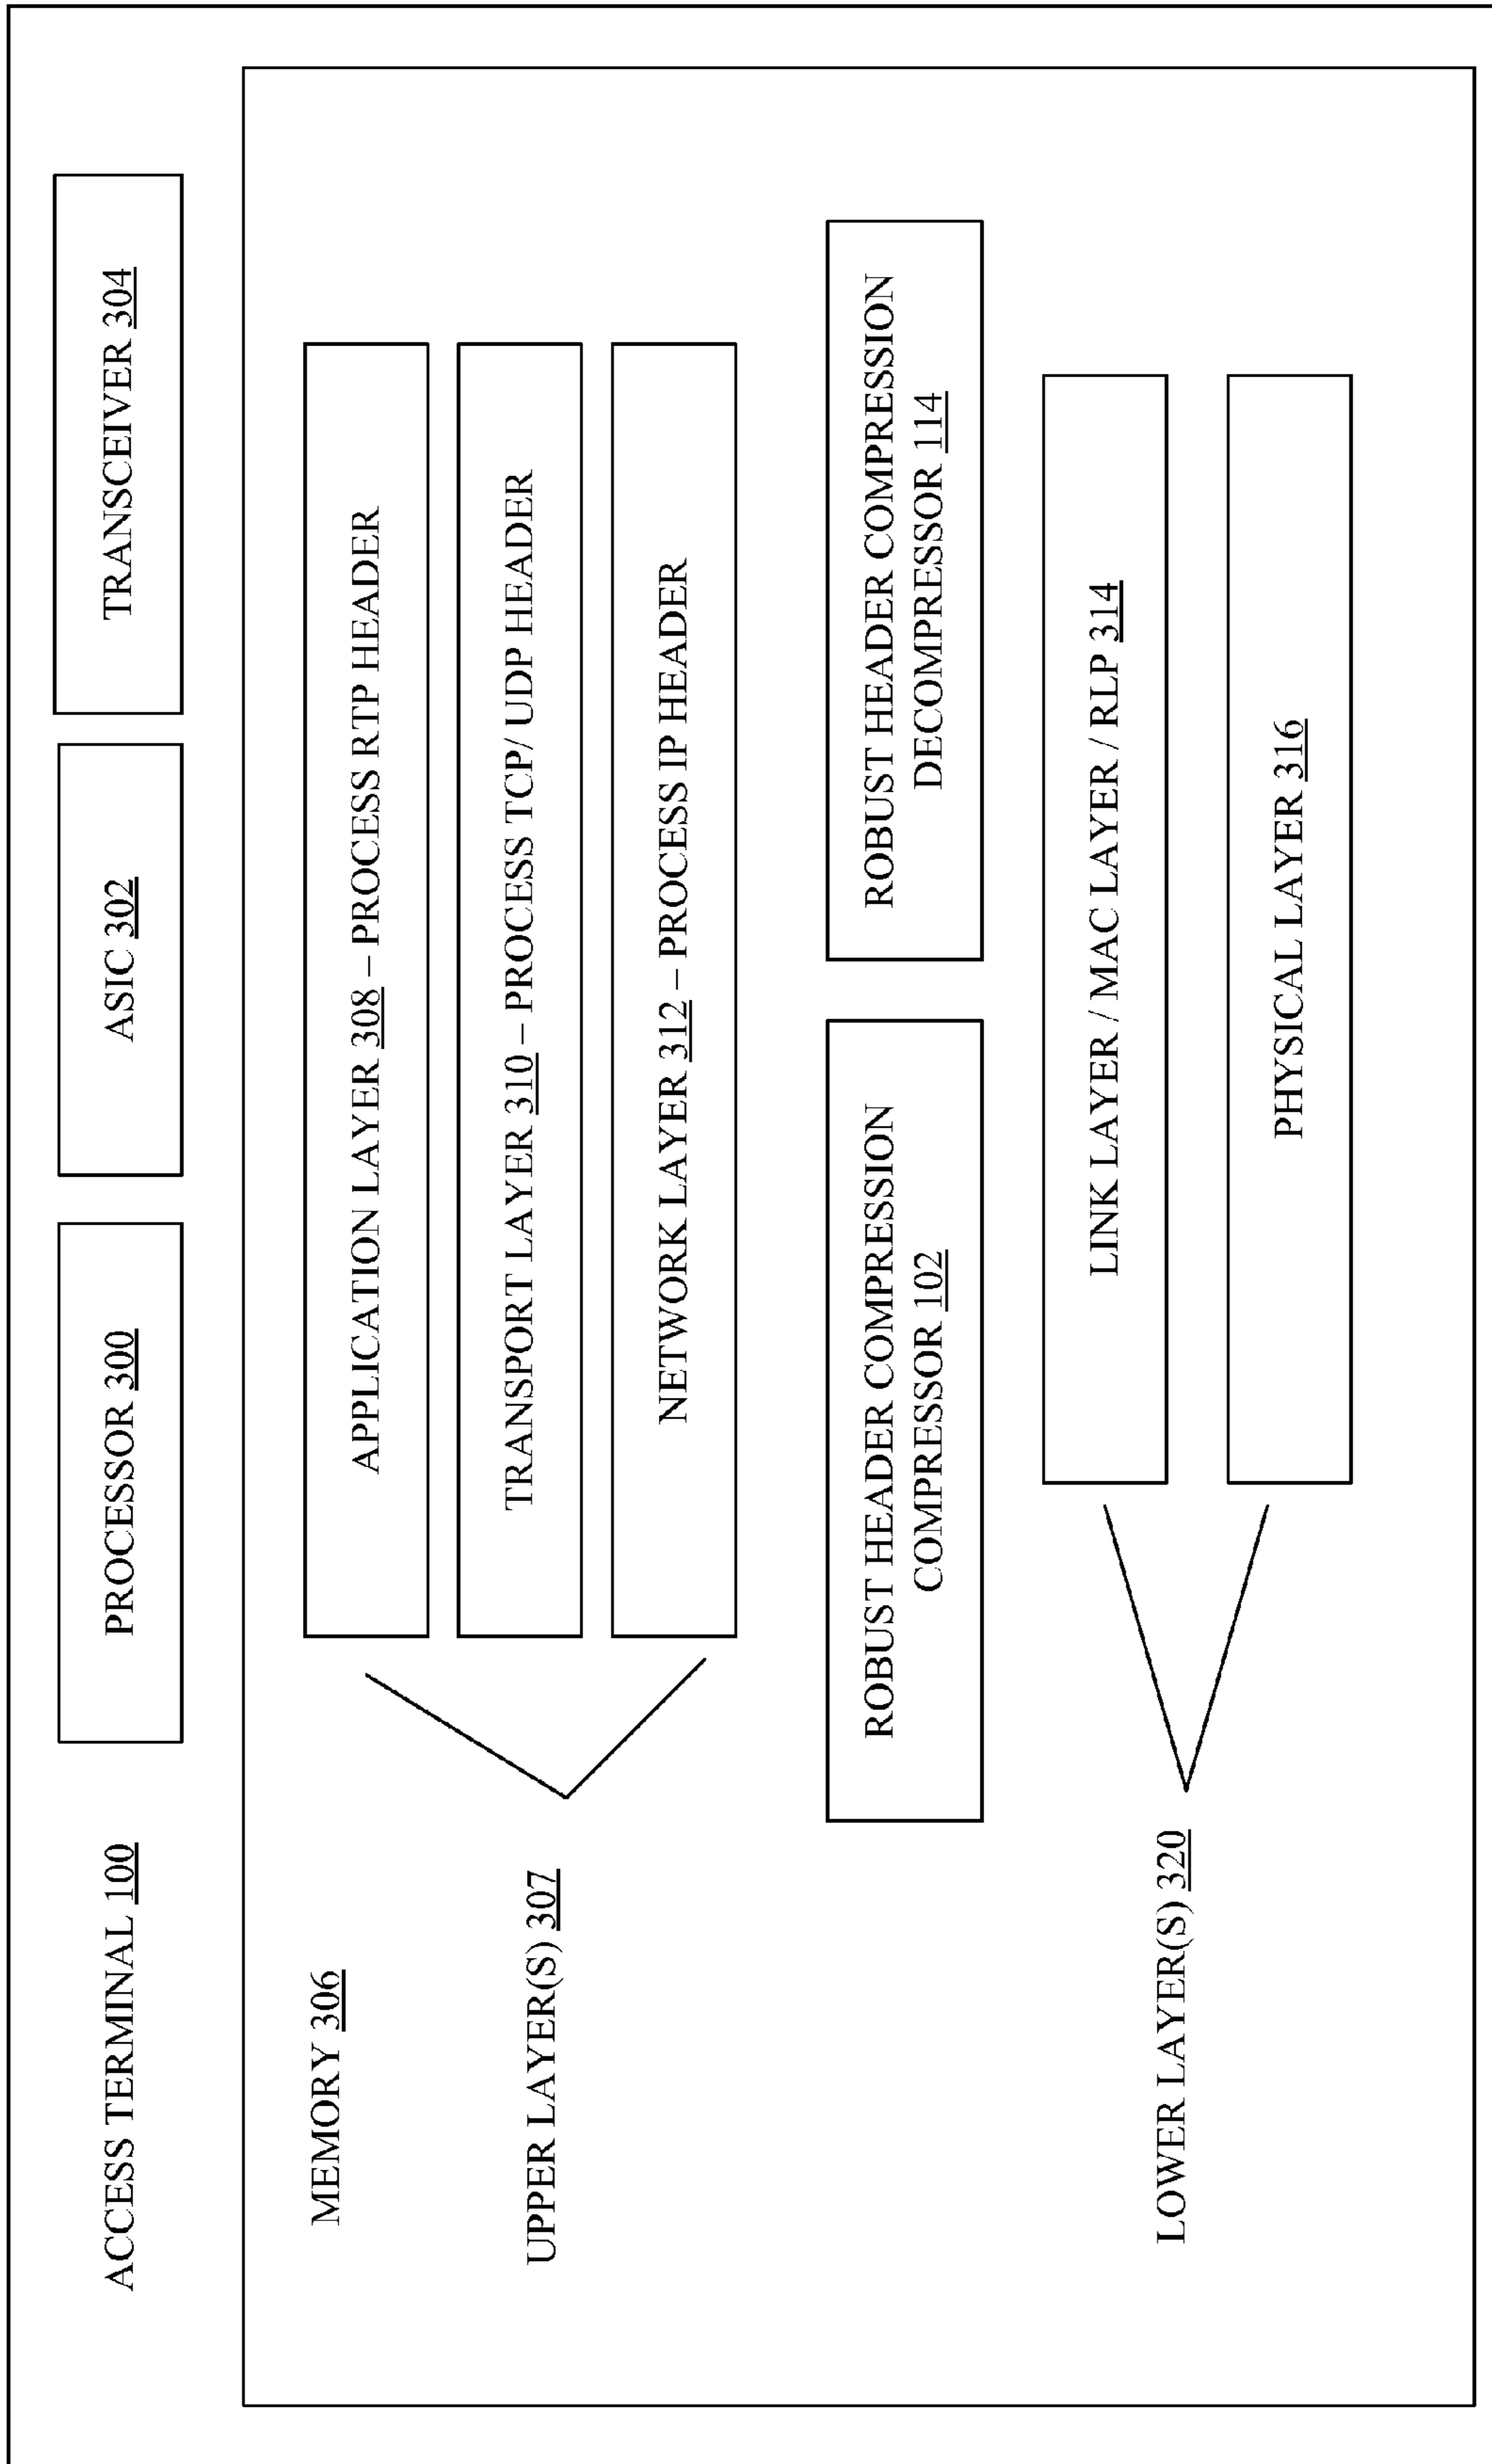 ACCESS TERMINAL 100
PROCESSOR 300
ASIC 302
TRANSCEIVER 304
MEMORY 306
UPPER LAYER(S) 307
APPLICATION LAYER 308 – PROCESS RTP HEADER
TRANSPORT LAYER 310 – PROCESS TCP/ UDP HEADER
NETWORK LAYER 312 – PROCESS IP HEADER
ROBUST HEADER COMPRESSION
COMPRESSOR 102
ROBUST HEADER COMPRESSION
DECOMPRESSOR 114
LOWER LAYER(S) 320
LINK LAYER / MAC LAYER / RLP 314
PHYSICAL LAYER 316